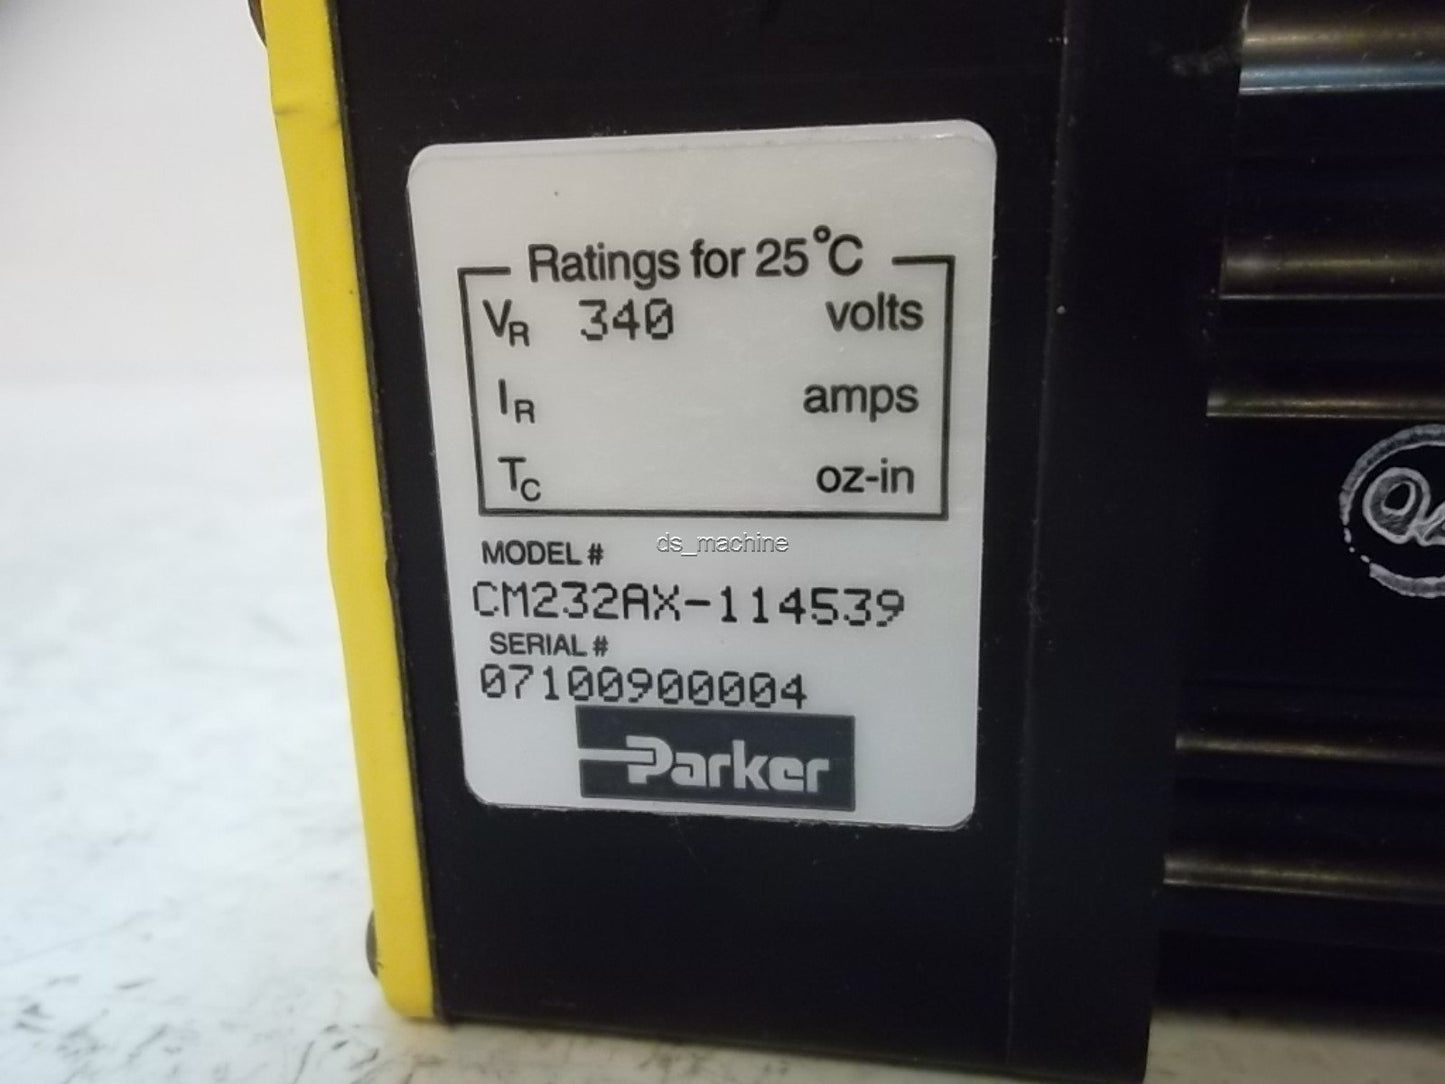 Ratings for 25°C
VR 340 volts
IR amps
TC oz-in
ds_machine
MODEL #
CM232AX-114539
SERIAL #
07100900004
Parker